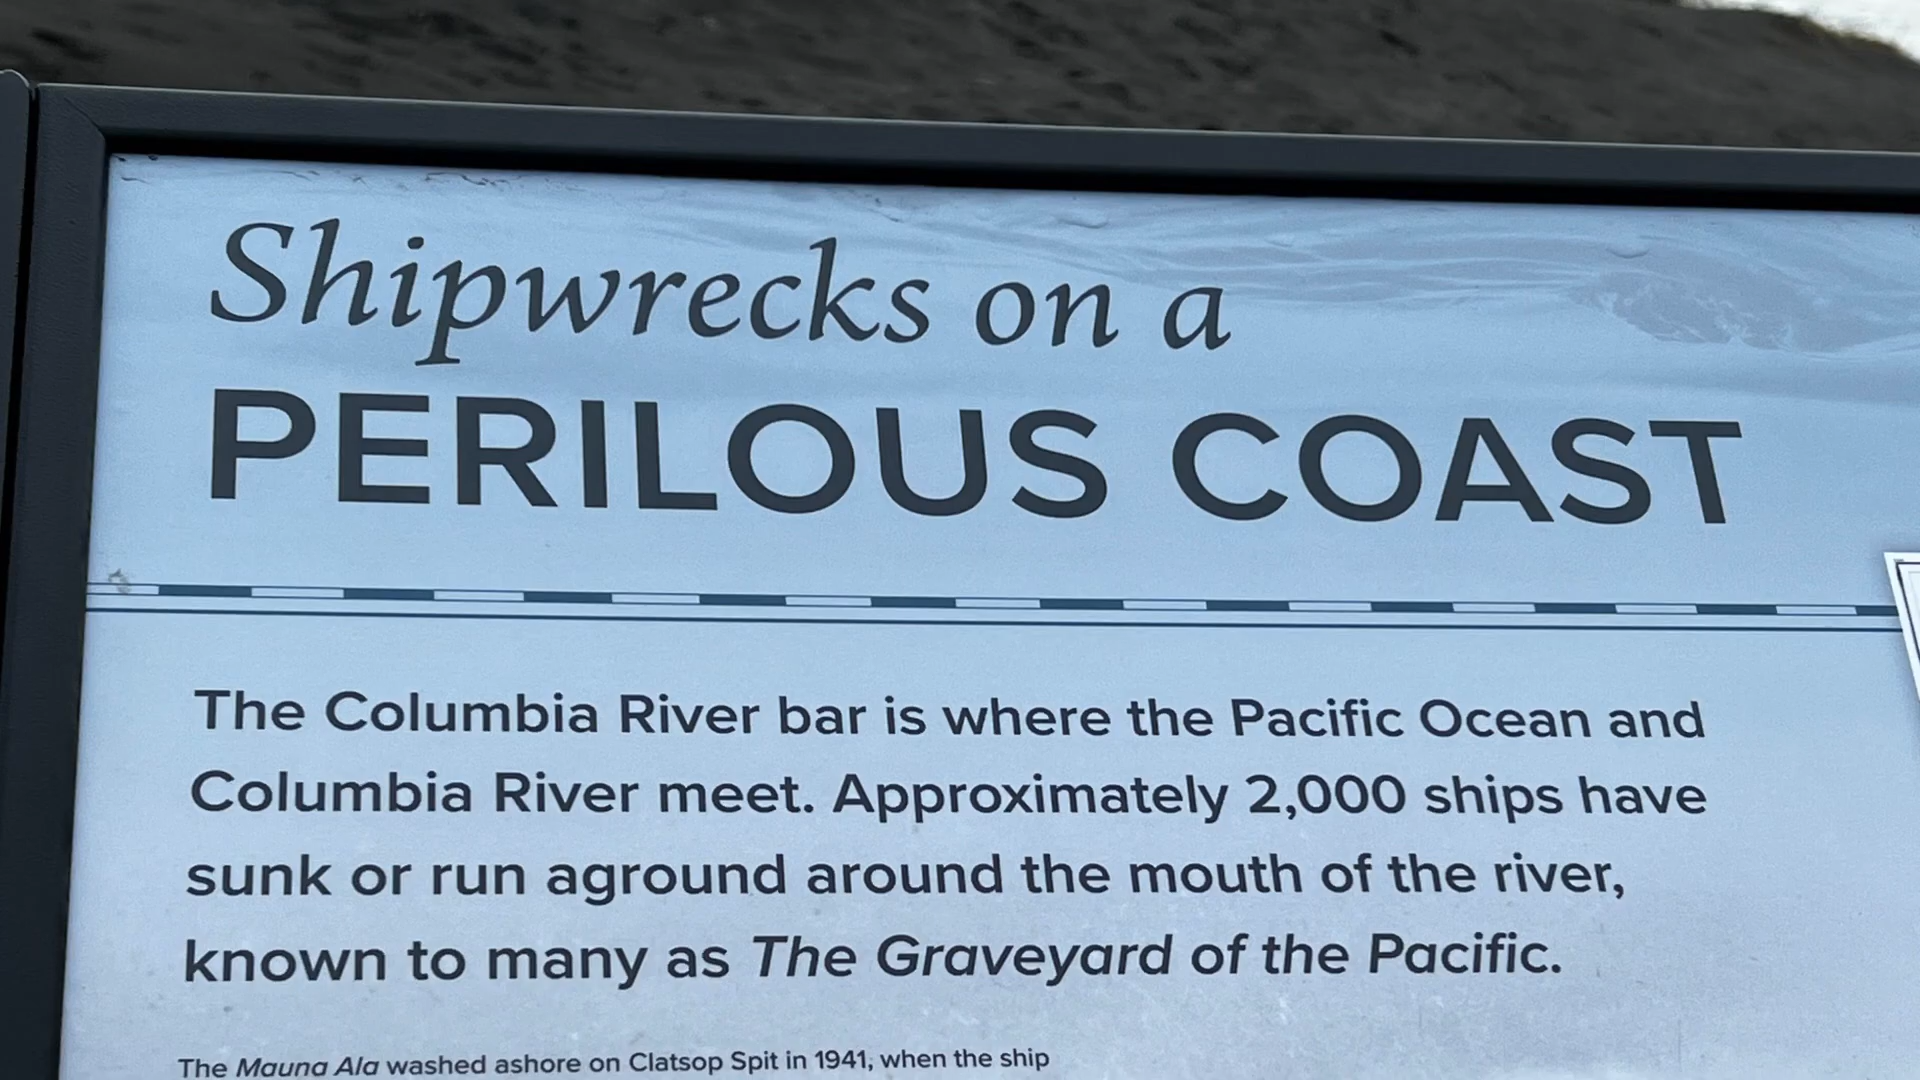 Shipwrecks on a
PERILOUS COAST
The Columbia River bar is where the Pacific Ocean and
Columbia River meet. Approximately 2,000 ships have
sunk or run aground around the mouth of the river,
known to many as The Graveyard of the Pacific.
The Mauna Ala washed ashore on Clatsop Spit in 1941, when the ship